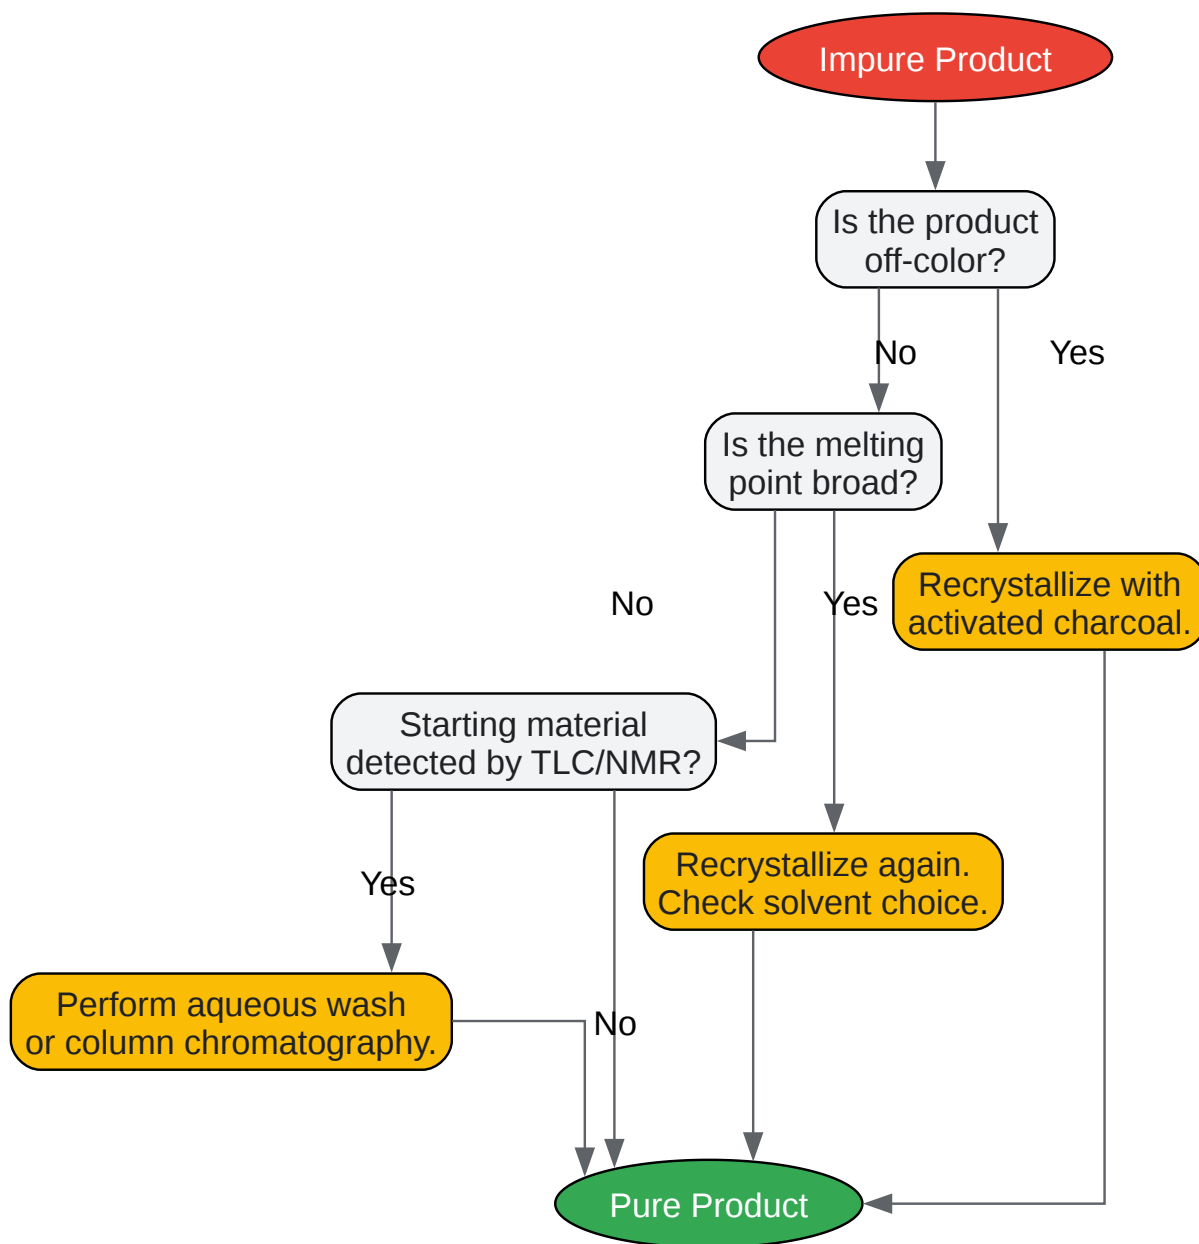 Impure Product
Is the product
off-color?
No
Yes
Is the melting
point broad?
Recrystallize with
activated charcoal.
No
Yes
Starting material
detected by TLC/NMR?
Recrystallize again.
Check solvent choice.
Yes
Perform aqueous wash
or column chromatography.
No
Pure Product